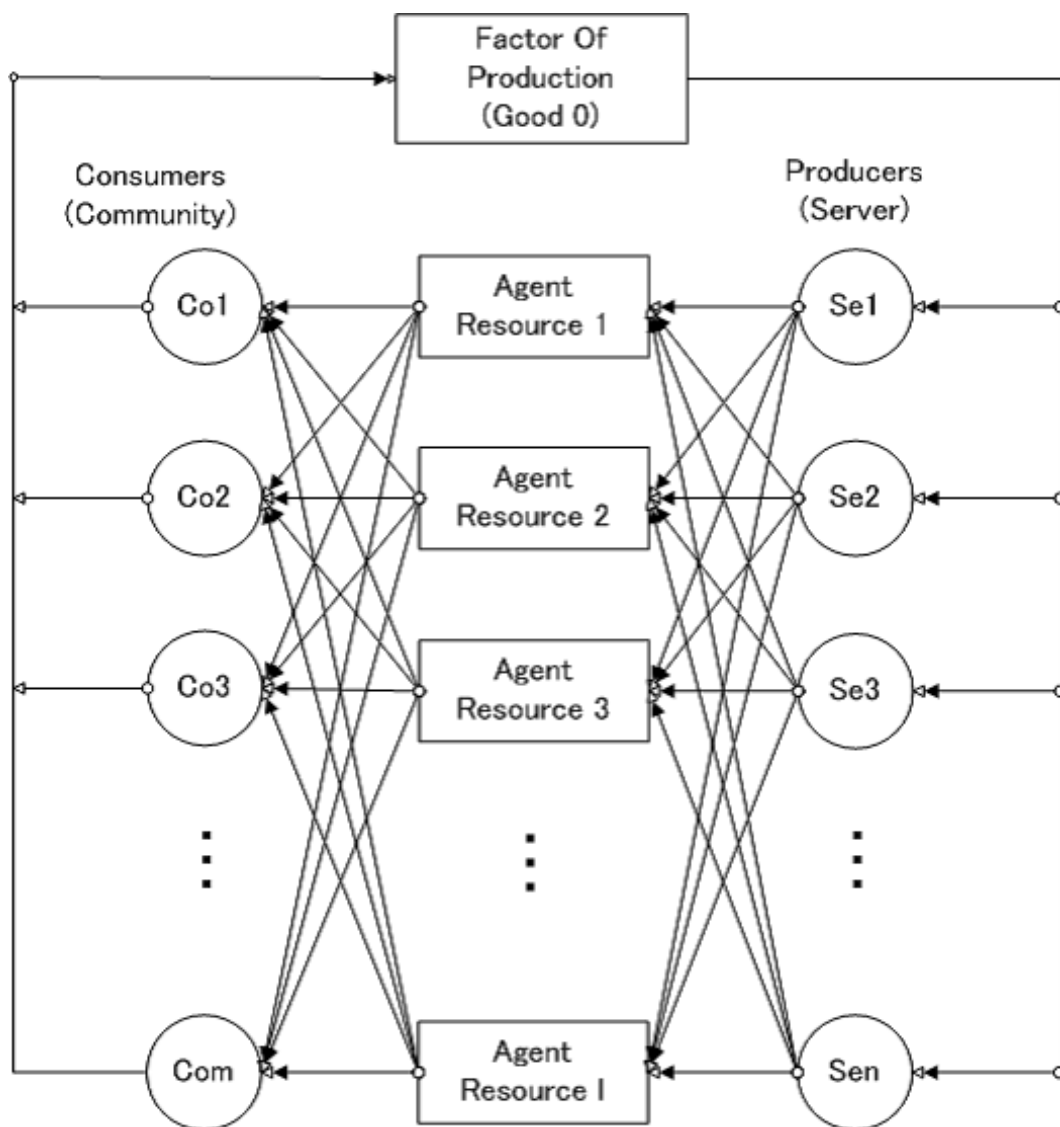 Factor Of
Production
(Good 0)
Consumers
(Community)
Producers
(Server)
Co1
Agent
Resource 1
Se1
Co2
Agent
Resource 2
Se2
Co3
Agent
Resource 3
Se3
Com
Agent
Resource l
Sen